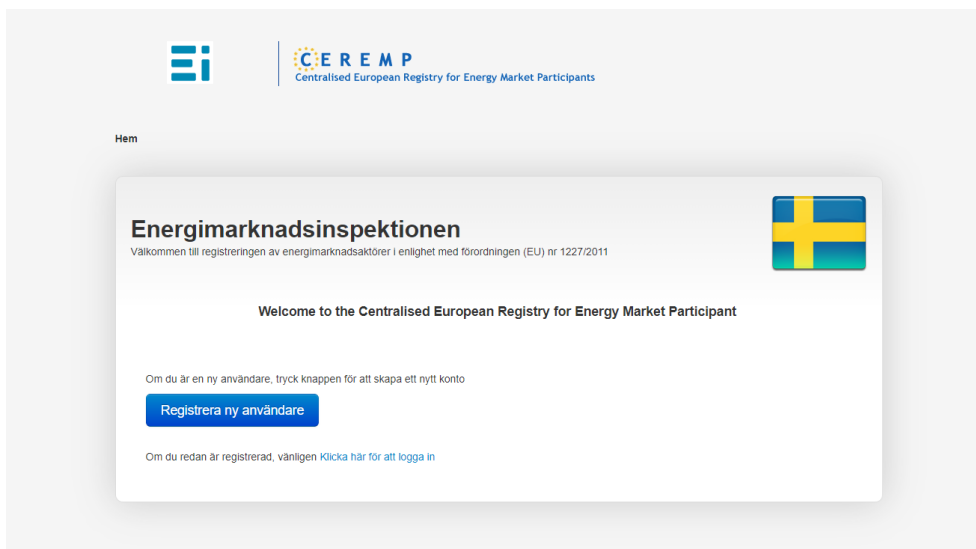 Ei
CEREMP
Centralised European Registry for Energy Market Participants
Hem
Energimarknadsinspektionen
Välkommen till registreringen av energimarknadsaktörer i enlighet med förordningen (EU) nr 1227/2011
Welcome to the Centralised European Registry for Energy Market Participant
Om du är en ny användare, tryck knappen för att skapa ett nytt konto
Registrera ny användare
Om du redan är registrerad, vänligen Klicka här för att logga in